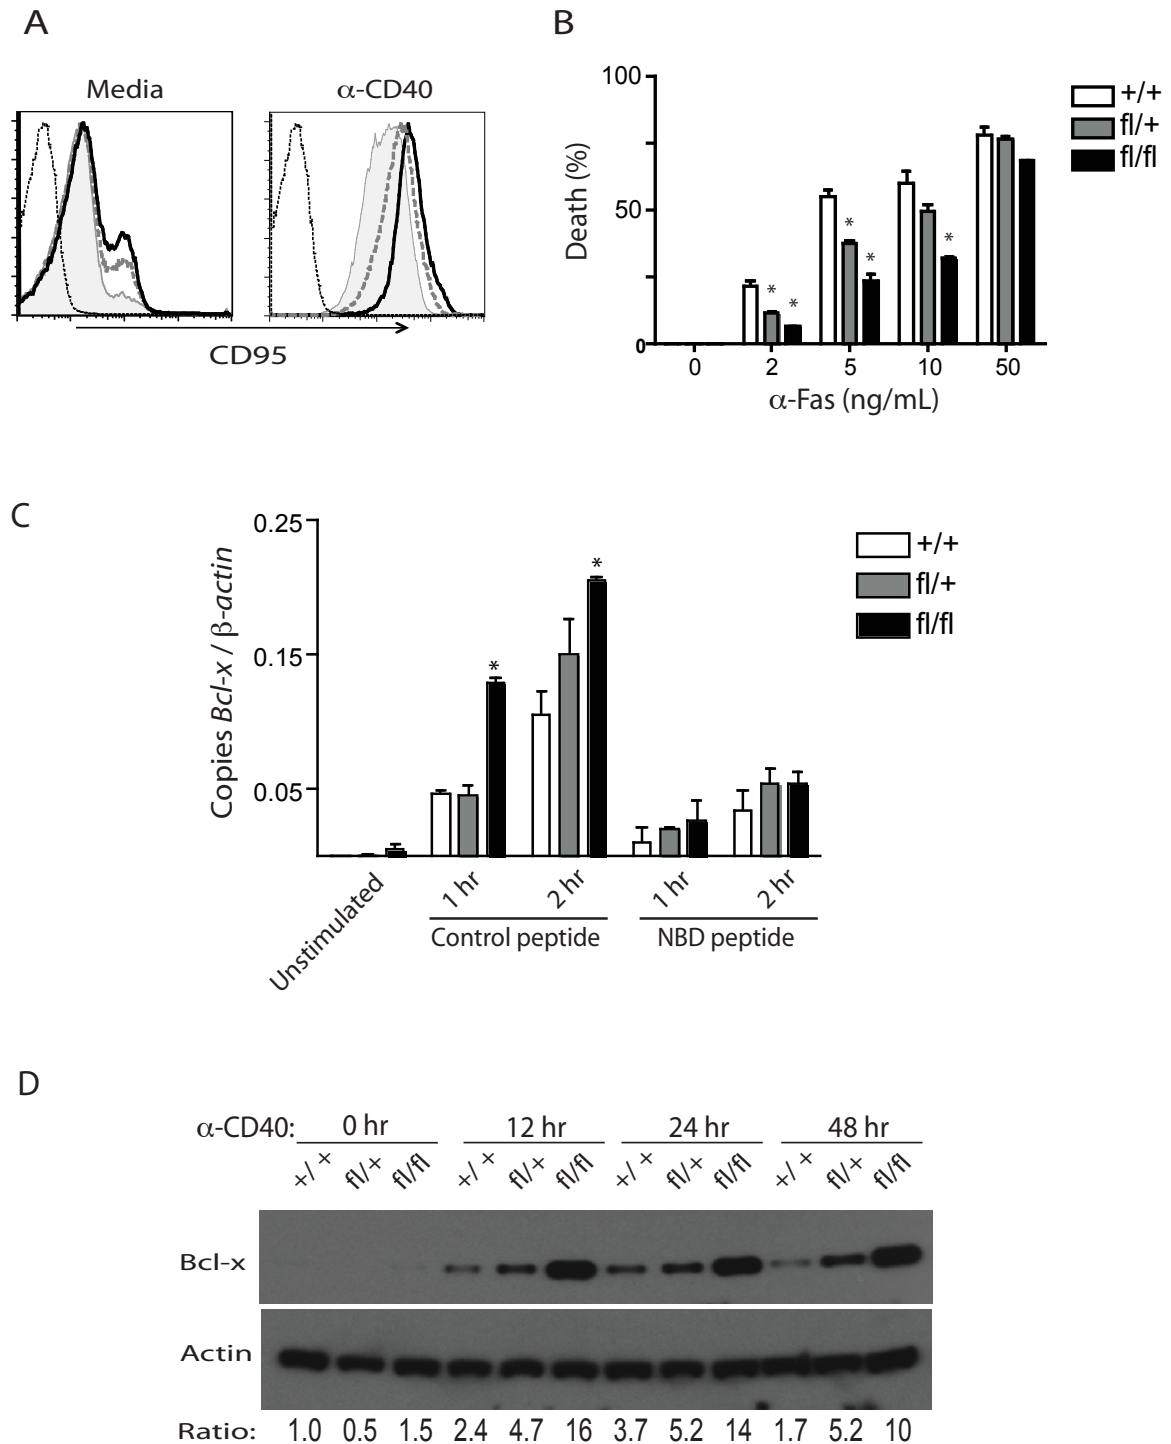 A
Media
α-CD40
CD95
B
100
50
0
Death (%)
0 2 5 10 50
α-Fas (ng/mL)
* * * * *
+/+
fl/+
fl/fl
C
0.25
0.15
0.05
Copies Bcl-x / β-actin
* *
Unstimulated
1 hr 2 hr 1 hr 2 hr
Control peptide NBD peptide
+/+
fl/+
fl/fl
D
α-CD40: 0 hr 12 hr 24 hr 48 hr
+/+ fl/+ fl/fl +/+ fl/+ fl/fl +/+ fl/+ fl/fl +/+ fl/+ fl/fl
Bcl-x
Actin
Ratio: 1.0 0.5 1.5 2.4 4.7 16 3.7 5.2 14 1.7 5.2 10